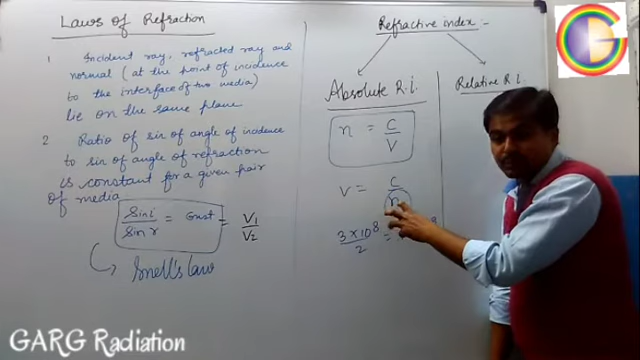 Laws of Refraction
1 Incident ray, refracted ray and
normal (at the point of incidence
to the interface of two media)
lie on the same plane
2 Ratio of sin of angle of incidence
to sin of angle of refraction
is constant for a given pair
of media
Sin i / Sin r = Const = V1 / V2
Snell's law
Refractive index :-
Absolute R.I.
n = C / V
V = C / n
3 × 10^8 / 2 =
Relative R.I.
GARG Radiation